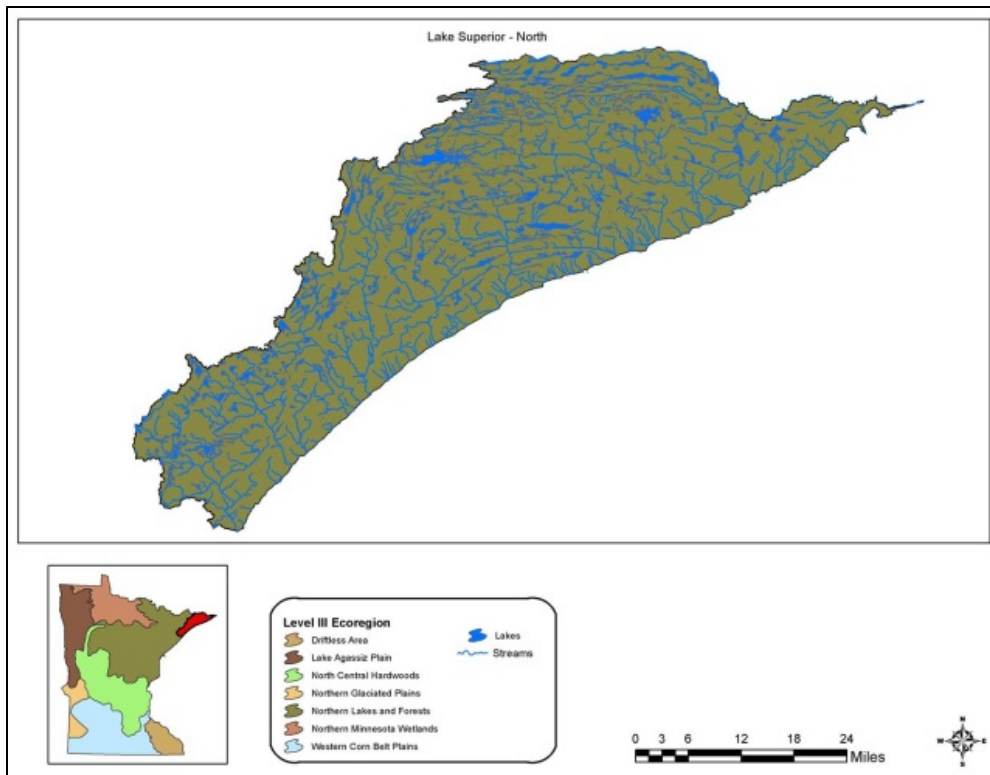 Lake Superior - North
Level III Ecoregion
Driftless Area
Lake Agassiz Plain
North Central Hardwoods
Northern Glaciated Plains
Northern Lakes and Forests
Northern Minnesota Wetlands
Western Corn Belt Plains
Lakes
Streams
0 3 6 12 18 24
Miles
N
W E
S